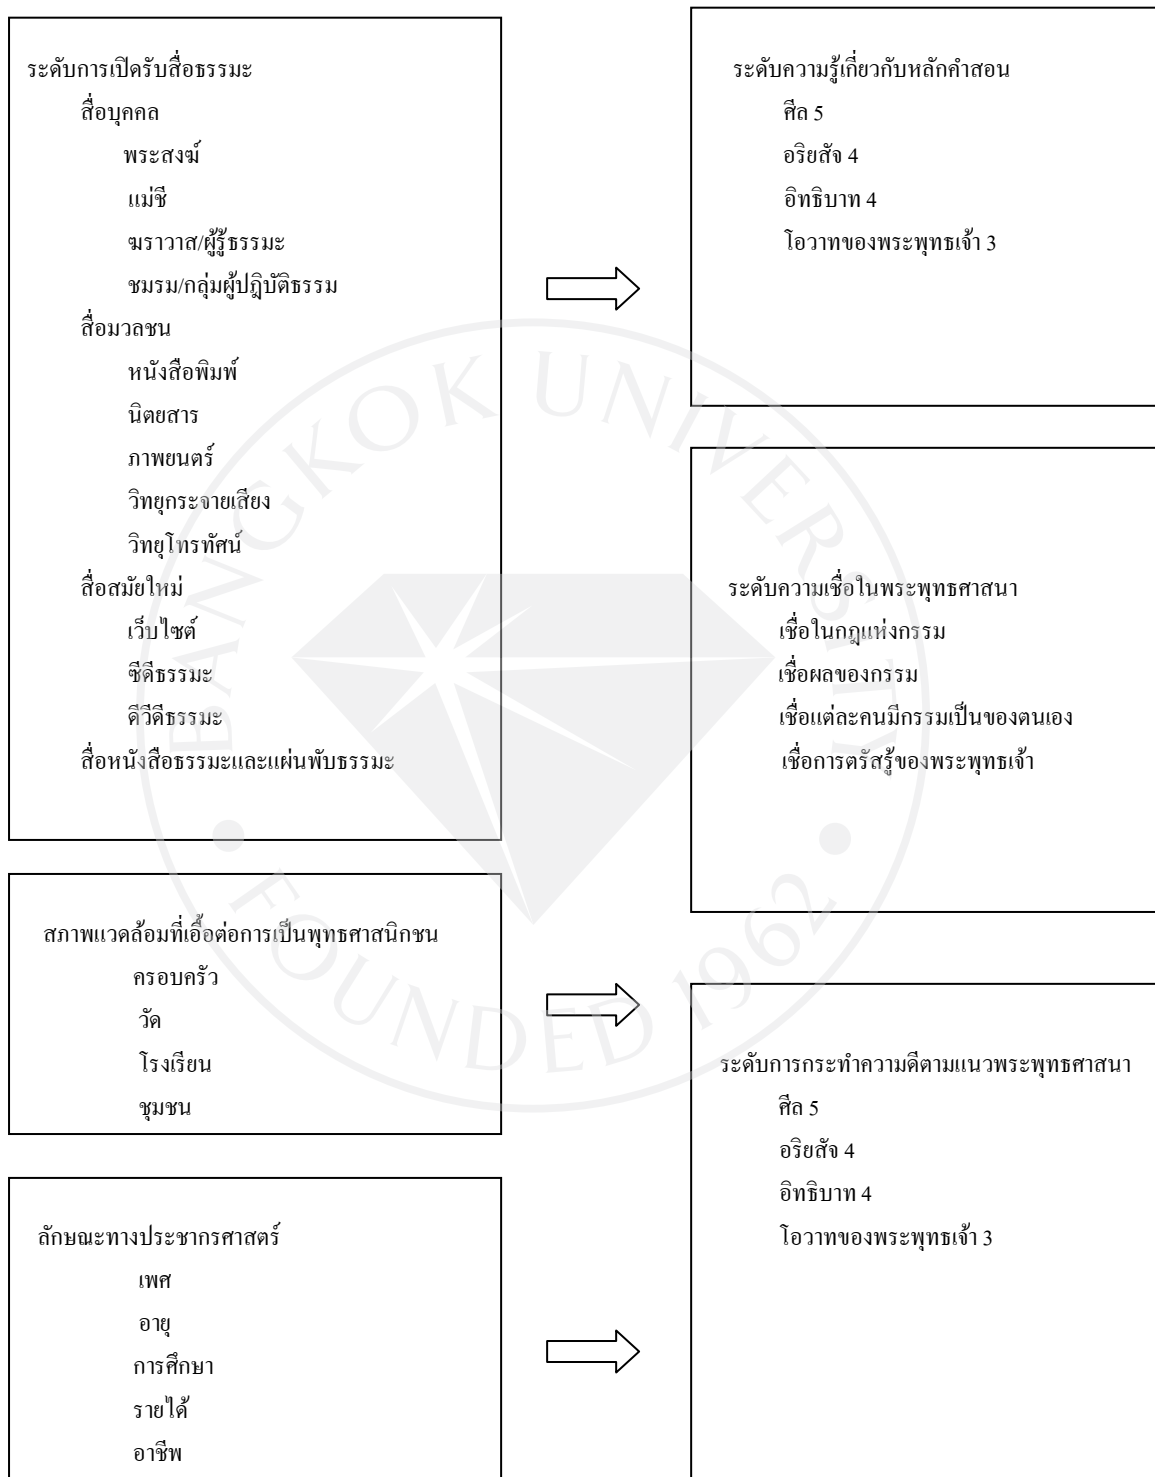 ระดับการเปิดรับสื่อธรรมะ
สื่อบุคคล
พระสงฆ์
แม่ชี
ฆราวาส/ผู้รู้ธรรมะ
ชมรม/กลุ่มผู้ปฎิบัติธรรม
สื่อมวลชน
หนังสือพิมพ์
นิตยสาร
ภาพยนตร์
วิทยุกระจายเสียง
วิทยุโทรทัศน์
สื่อสมัยใหม่
เว็บไซต์
ซีดีธรรมะ
ดีวีดีธรรมะ
สื่อหนังสือธรรมะและแผ่นพับธรรมะ
สภาพแวดล้อมที่เอื้อต่อการเป็นพุทธศาสนิกชน
ครอบครัว
วัด
โรงเรียน
ชุมชน
ลักษณะทางประชากรศาสตร์
เพศ
อายุ
การศึกษา
รายได้
อาชีพ
ระดับความรู้เกี่ยวกับหลักคำสอน
ศีล 5
อริยสัจ 4
อิทธิบาท 4
โอวาทของพระพุทธเจ้า 3
ระดับความเชื่อในพระพุทธศาสนา
เชื่อในกฎแห่งกรรม
เชื่อผลของกรรม
เชื่อแต่ละคนมีกรรมเป็นของตนเอง
เชื่อการตรัสรู้ของพระพุทธเจ้า
ระดับการกระทำความดีตามแนวพระพุทธศาสนา
ศีล 5
อริยสัจ 4
อิทธิบาท 4
โอวาทของพระพุทธเจ้า 3
BANGKOK UNIVERSITY
FOUNDED 1962